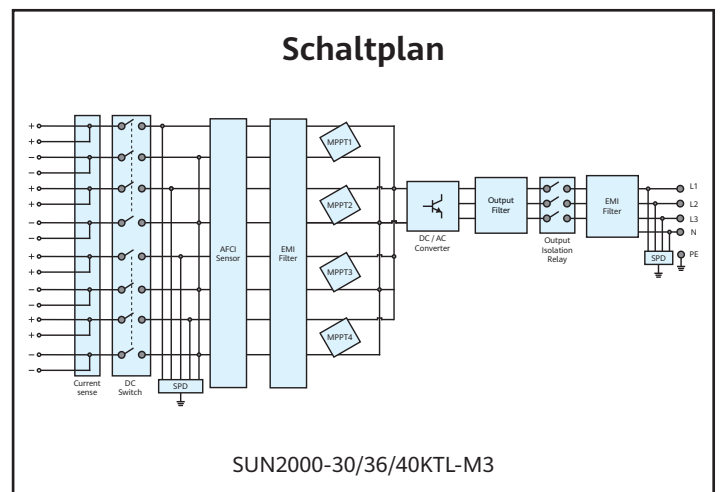 Schaltplan
+
+
−
−
+
+
−
−
+
+
−
−
+
+
−
−
Current
sense
DC
Switch
SPD
AFCI
Sensor
EMI
Filter
MPPT1
MPPT2
MPPT3
MPPT4
DC / AC
Converter
Output
Filter
Output
Isolation
Relay
EMI
Filter
L1
L2
L3
N
PE
SPD
SUN2000-30/36/40KTL-M3